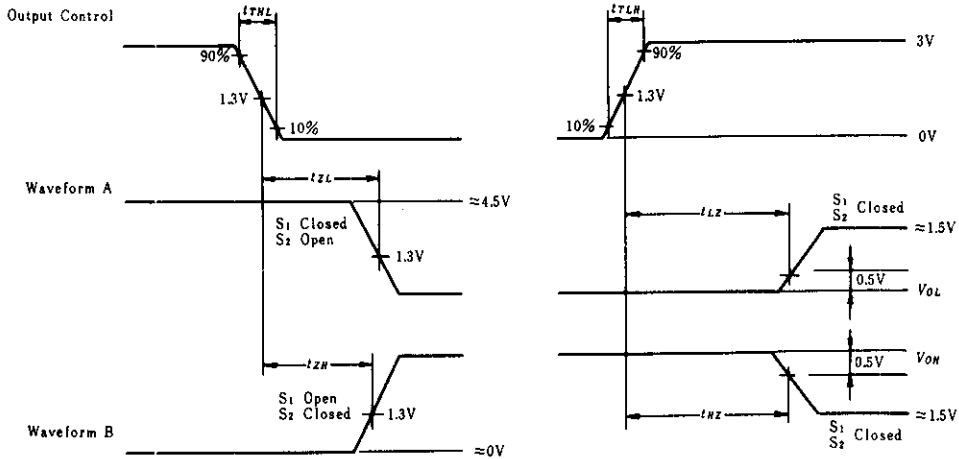 Output Control
tTHL
90%
1.3V
10%
tTLH
3V
90%
1.3V
10%
0V
Waveform A
tZL
≈4.5V
S1 Closed
S2 Open
1.3V
tLZ
S1
S2 Closed
≈1.5V
0.5V
VOL
tZH
S1 Open
S2 Closed
1.3V
Waveform B
≈0V
VOH
0.5V
tHZ
≈1.5V
S1
S2 Closed